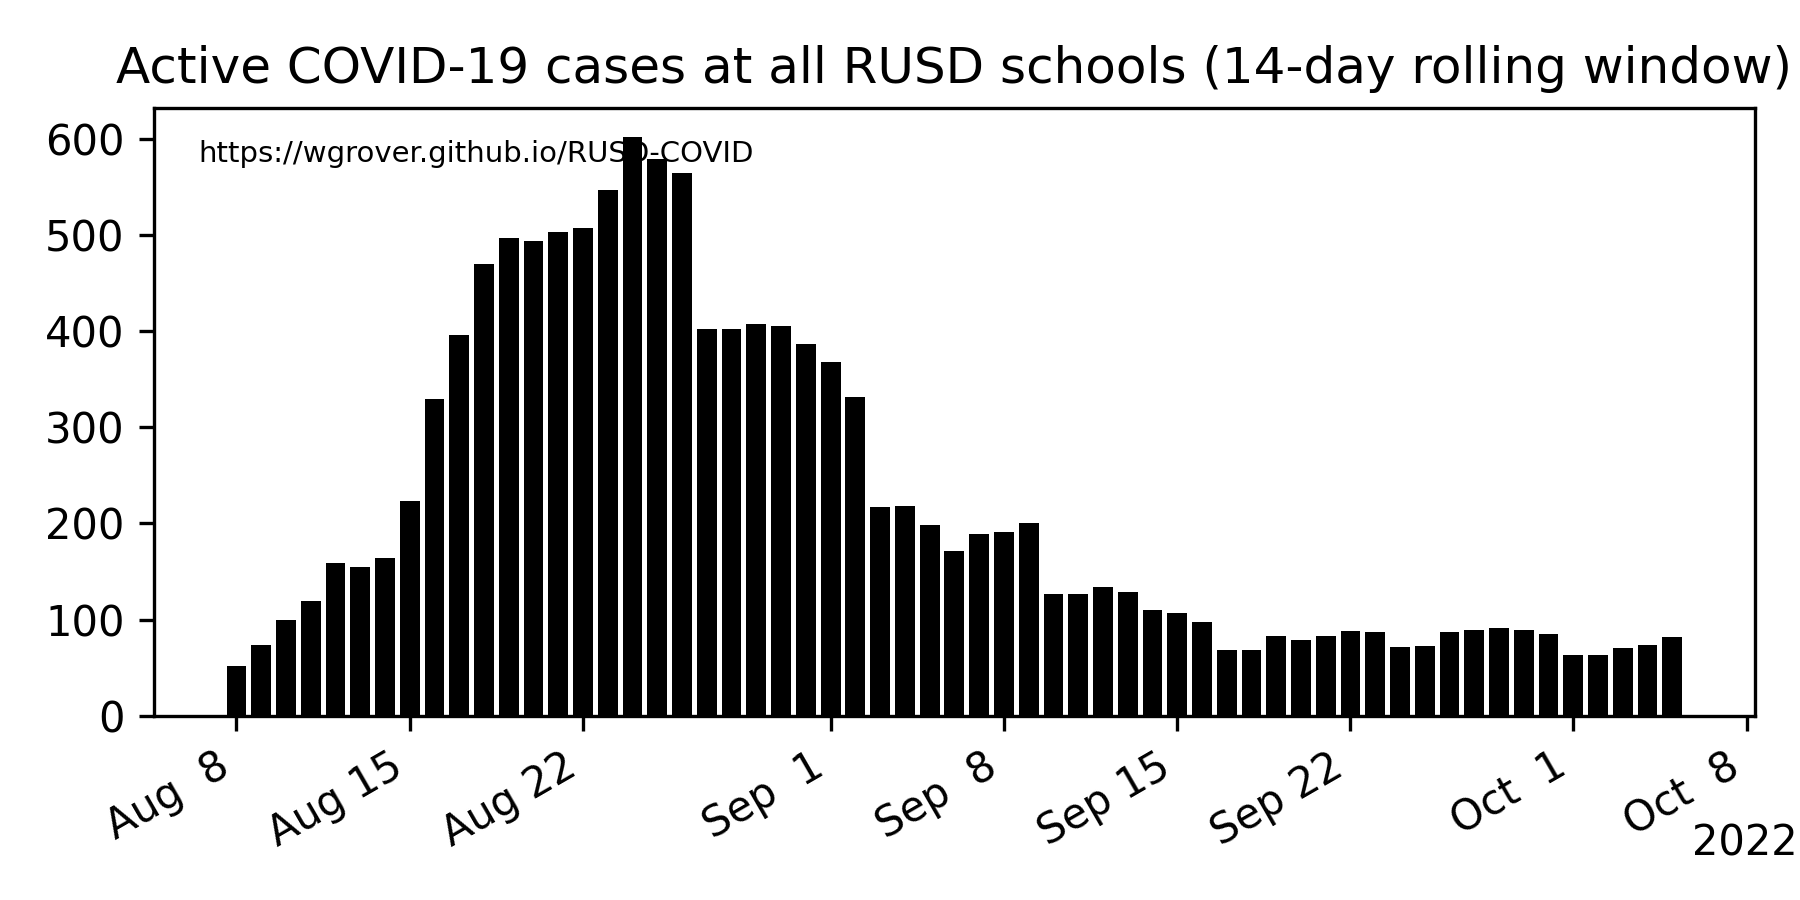 Active COVID-19 cases at all RUSD schools (14-day rolling window)
https://wgrover.github.io/RUSD-COVID
600
500
400
300
200
100
0
Aug 8
Aug 15
Aug 22
Sep 1
Sep 8
Sep 15
Sep 22
Oct 1
Oct 8
2022